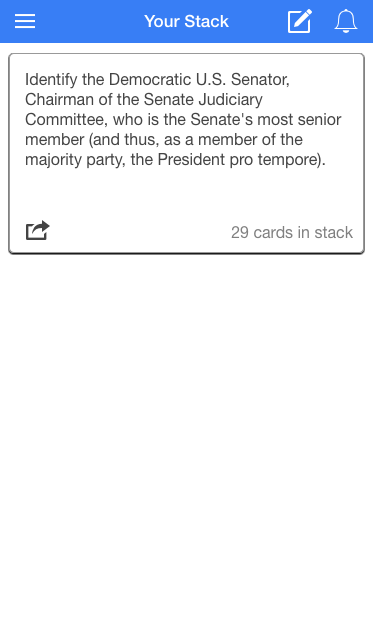 Your Stack
Identify the Democratic U.S. Senator,
Chairman of the Senate Judiciary
Committee, who is the Senate's most senior
member (and thus, as a member of the
majority party, the President pro tempore).
29 cards in stack